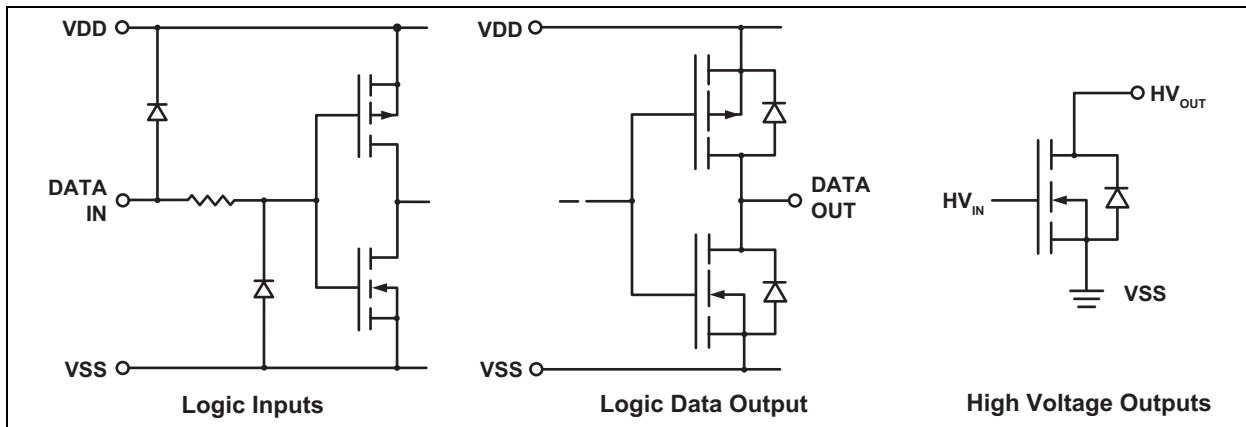 VDD
DATA
IN
VSS
Logic Inputs
VDD
DATA
OUT
VSS
Logic Data Output
HVOUT
HVIN
VSS
High Voltage Outputs